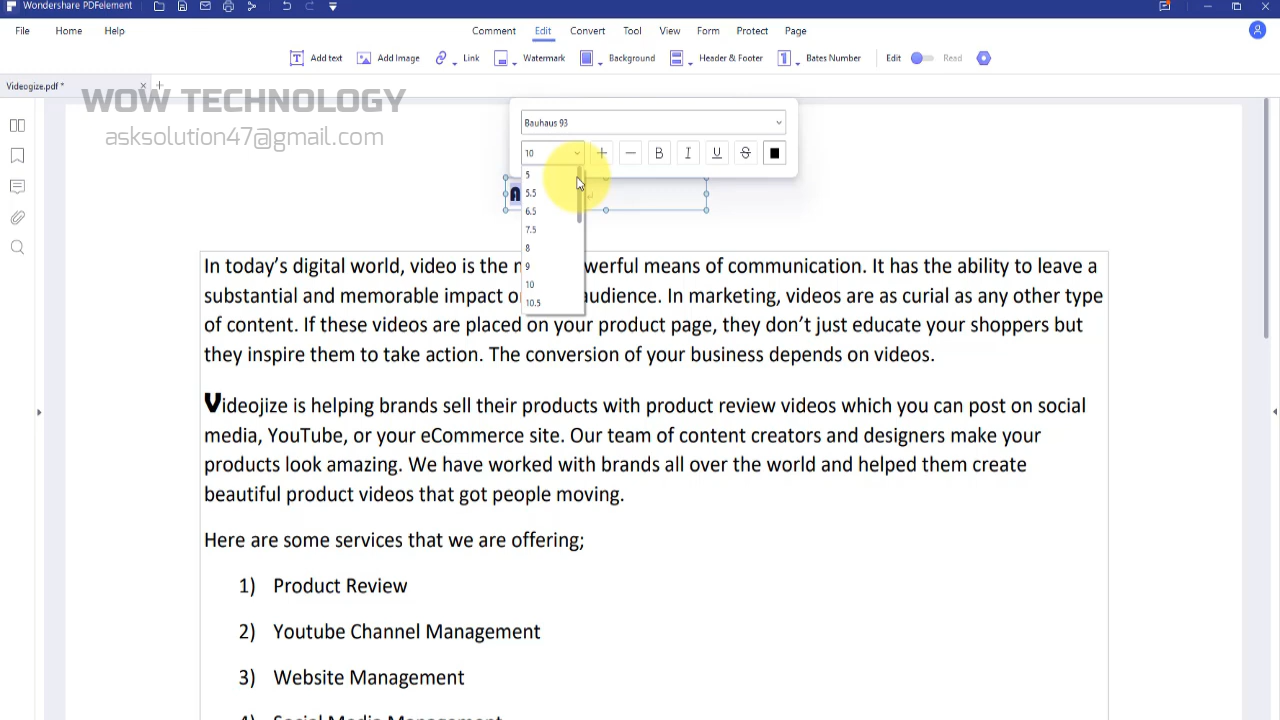 Wondershare PDFelement
File
Home
Help
Comment
Edit
Convert
Tool
View
Form
Protect
Page
Add text
Add Image
Link
Watermark
Background
Header & Footer
Bates Number
Edit
Read
Videogize.pdf *
WOW TECHNOLOGY
asksolution47@gmail.com
Bauhaus 93
10
B
I
U
S
5
5.5
6.5
7.5
8
9
10
10.5
In today's digital world, video is the werful means of communication. It has the ability to leave a
substantial and memorable impact o audience. In marketing, videos are as curial as any other type
of content. If these videos are placed on your product page, they don't just educate your shoppers but
they inspire them to take action. The conversion of your business depends on videos.
Videojize is helping brands sell their products with product review videos which you can post on social
media, YouTube, or your eCommerce site. Our team of content creators and designers make your
products look amazing. We have worked with brands all over the world and helped them create
beautiful product videos that got people moving.
Here are some services that we are offering;
1) Product Review
2) Youtube Channel Management
3) Website Management
4) Social Media Management